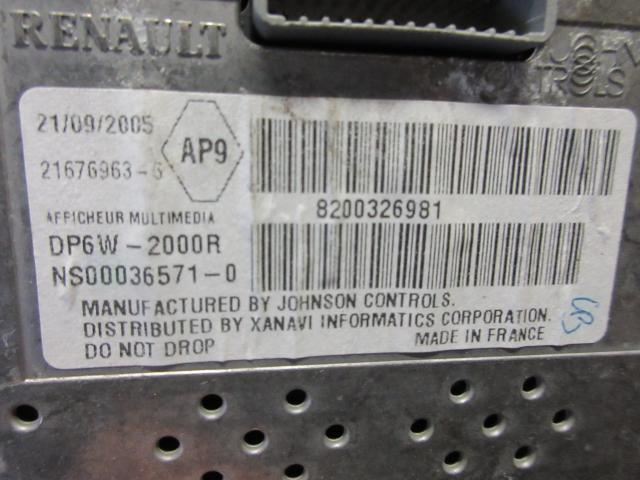 RENAULT
21/09/2005
AP9
21676963-6
8200326981
AFFICHEUR MULTIMEDIA
DP6W-2000R
NS00036571-0
MANUFACTURED BY JOHNSON CONTROLS.
DISTRIBUTED BY XANAVI INFORMATICS CORPORATION.
DO NOT DROP
MADE IN FRANCE